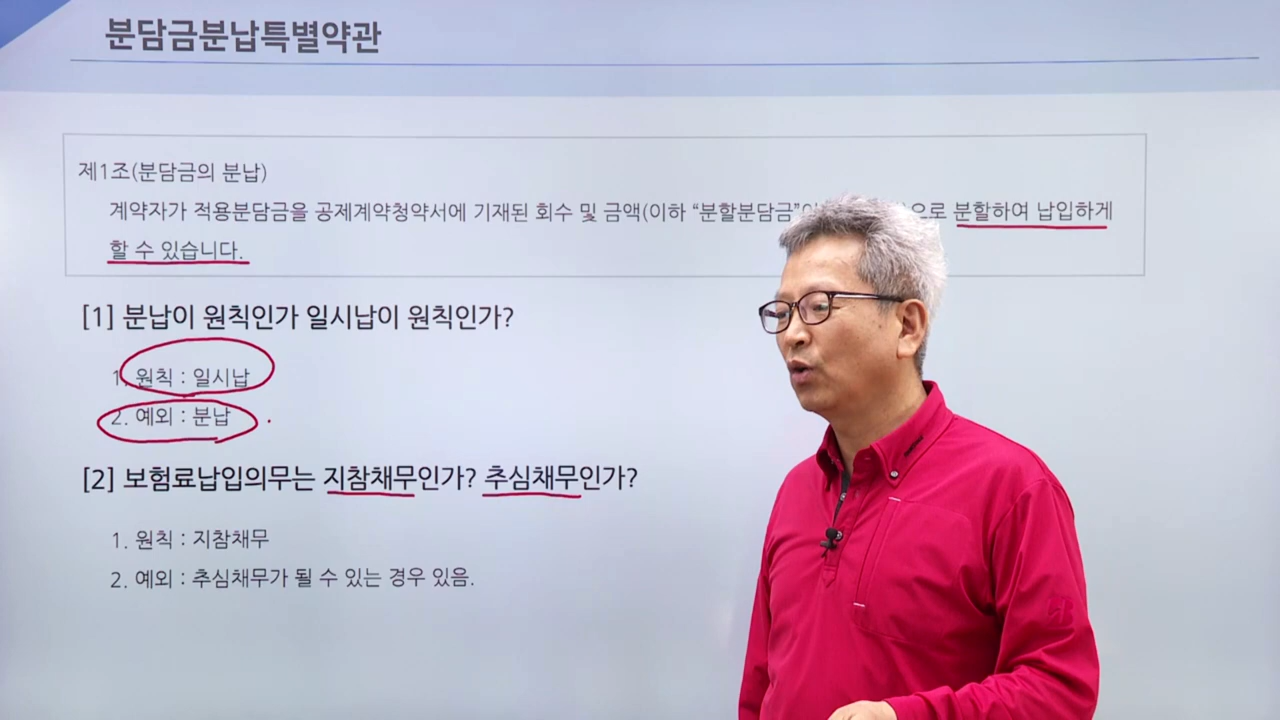 분담금분납특별약관
제1조(분담금의 분납)
계약자가 적용분담금을 공제계약청약서에 기재된 회수 및 금액(이하 “분할분담금” 으로 분할하여 납입하게
할 수 있습니다.
[1] 분납이 원칙인가 일시납이 원칙인가?
1. 원칙 : 일시납
2. 예외 : 분납
[2] 보험료납입의무는 지참채무인가? 추심채무인가?
1. 원칙 : 지참채무
2. 예외 : 추심채무가 될 수 있는 경우 있음.